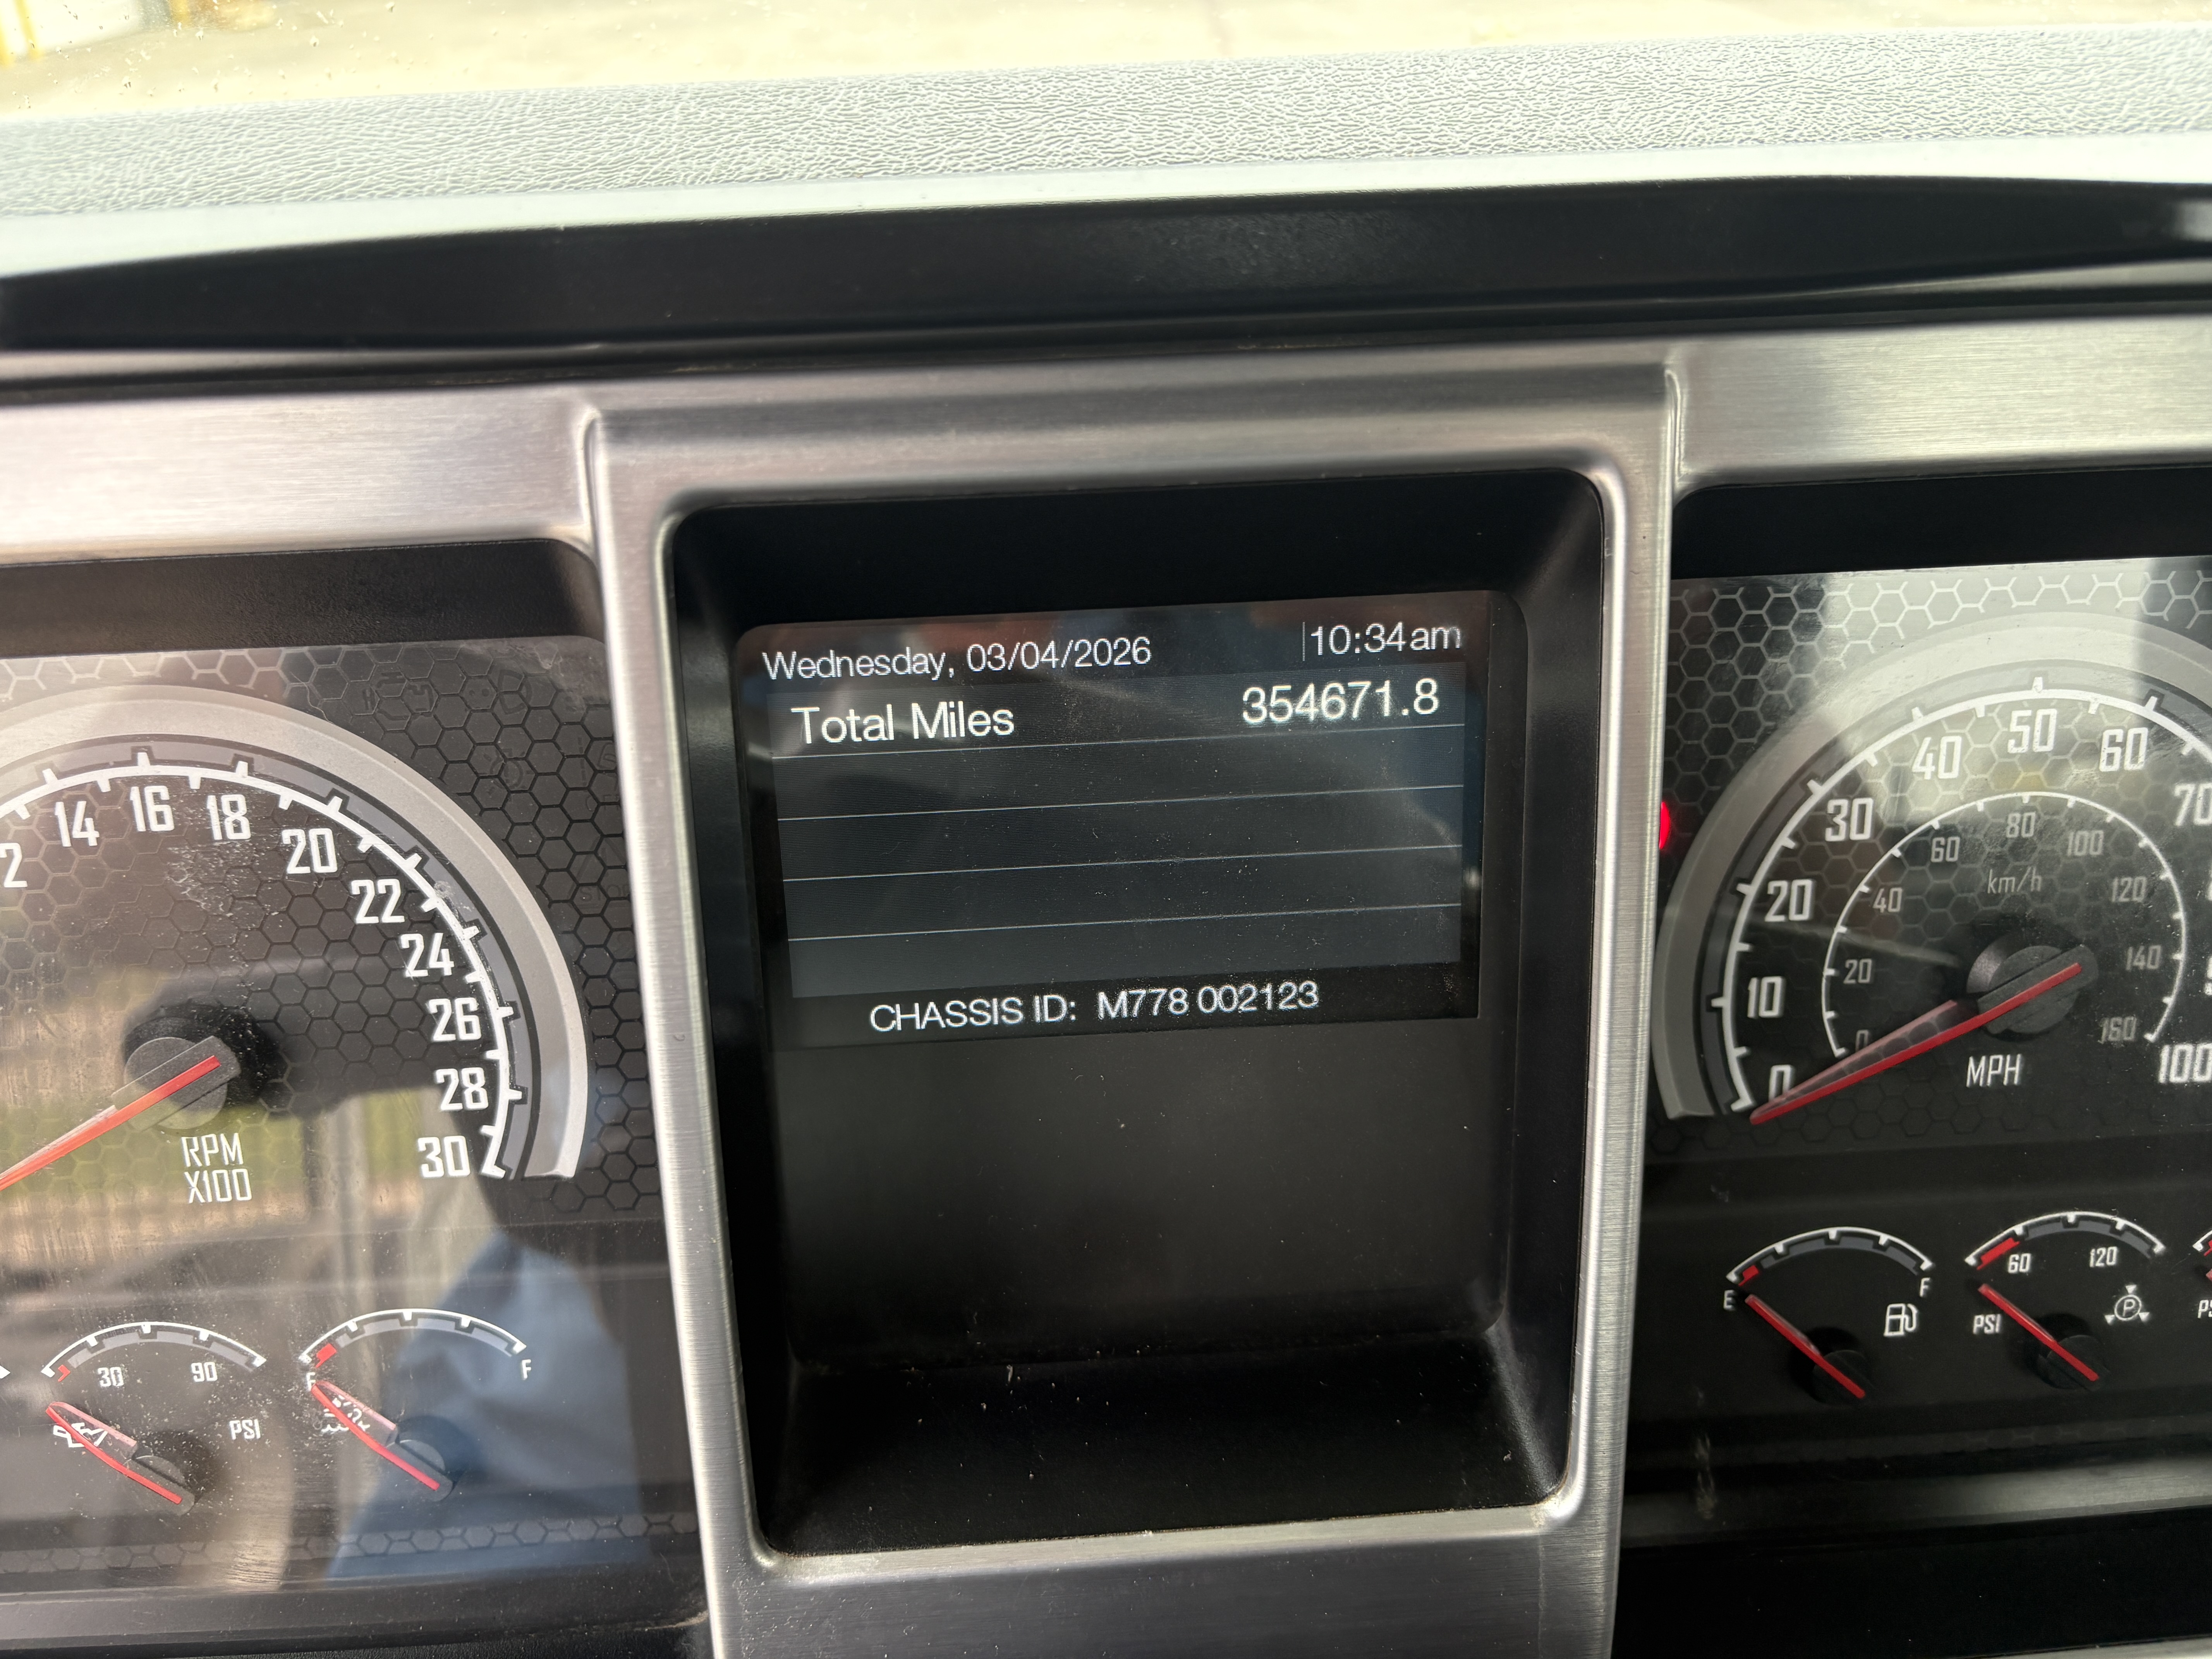 Wednesday, 03/04/2026 10:34am
Total Miles 354671.8
CHASSIS ID: M778 002123
14 16 18 20 22 24 26 28 30
RPM
X100
30 90
PSI
F
10 20 30 40 50 60 100
0
20 40 60 80 100 120 140 160
km/h
MPH
E F
60 120
PSI
P